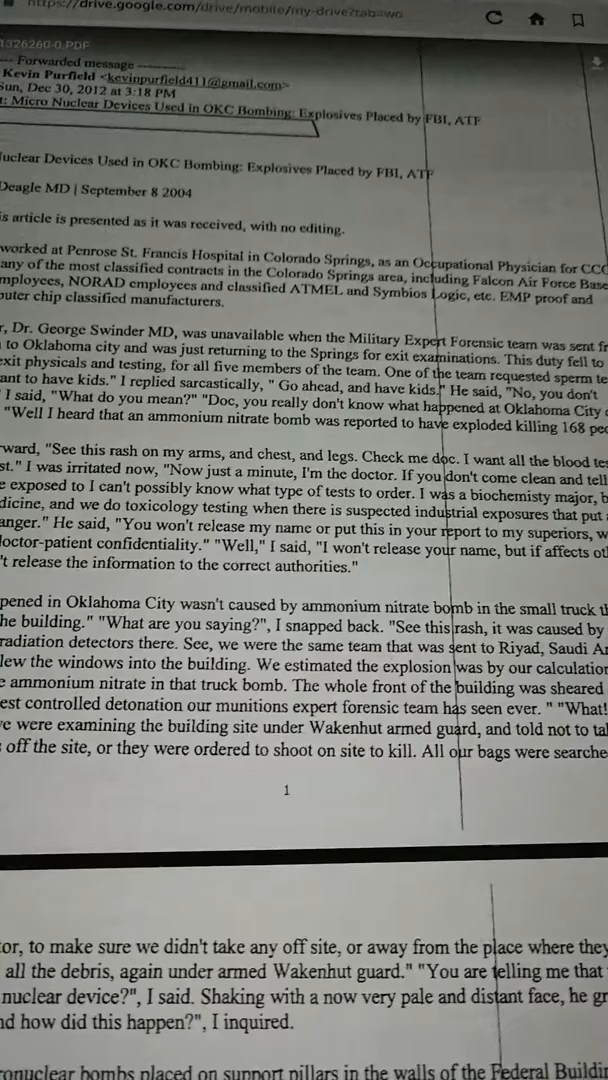 https://drive.google.com/drive/mobile/my-drive?tab=wo
1326260-0.PDF
--- Forwarded message ----------
Kevin Purfield <kevinpurfield411@gmail.com>
Sun, Dec 30, 2012 at 3:18 PM
t: Micro Nuclear Devices Used in OKC Bombing: Explosives Placed by FBI, ATF
Nuclear Devices Used in OKC Bombing: Explosives Placed by FBI, ATF
Deagle MD | September 8 2004
is article is presented as it was received, with no editing.
worked at Penrose St. Francis Hospital in Colorado Springs, as an Occupational Physician for CCO
any of the most classified contracts in the Colorado Springs area, including Falcon Air Force Base
mployees, NORAD employees and classified ATMEL and Symbios Logic, etc. EMP proof and
puter chip classified manufacturers.
r, Dr. George Swinder MD, was unavailable when the Military Expert Forensic team was sent fr
to Oklahoma city and was just returning to the Springs for exit examinations. This duty fell to
exit physicals and testing, for all five members of the team. One of the team requested sperm te
ant to have kids." I replied sarcastically, " Go ahead, and have kids." He said, "No, you don't
I said, "What do you mean?" "Doc, you really don't know what happened at Oklahoma City
"Well I heard that an ammonium nitrate bomb was reported to have exploded killing 168 peo
rward, "See this rash on my arms, and chest, and legs. Check me doc. I want all the blood tes
st." I was irritated now, "Now just a minute, I'm the doctor. If you don't come clean and tell
e exposed to I can't possibly know what type of tests to order. I was a biochemisty major, b
dicine, and we do toxicology testing when there is suspected industrial exposures that put
anger." He said, "You won't release my name or put this in your report to my superiors, w
doctor-patient confidentiality." "Well," I said, "I won't release your name, but if affects ot
't release the information to the correct authorities."
pened in Oklahoma City wasn't caused by ammonium nitrate bomb in the small truck th
he building." "What are you saying?", I snapped back. "See this rash, it was caused by
radiation detectors there. See, we were the same team that was sent to Riyad, Saudi Ar
lew the windows into the building. We estimated the explosion was by our calculation
e ammonium nitrate in that truck bomb. The whole front of the building was sheared
est controlled detonation our munitions expert forensic team has seen ever. " "What!
ve were examining the building site under Wakenhut armed guard, and told not to tal
off the site, or they were ordered to shoot on site to kill. All our bags were searche
1
tor, to make sure we didn't take any off site, or away from the place where they
all the debris, again under armed Wakenhut guard." "You are telling me that
nuclear device?", I said. Shaking with a now very pale and distant face, he gr
nd how did this happen?", I inquired.
ronuclear bombs placed on support pillars in the walls of the Federal Buildin